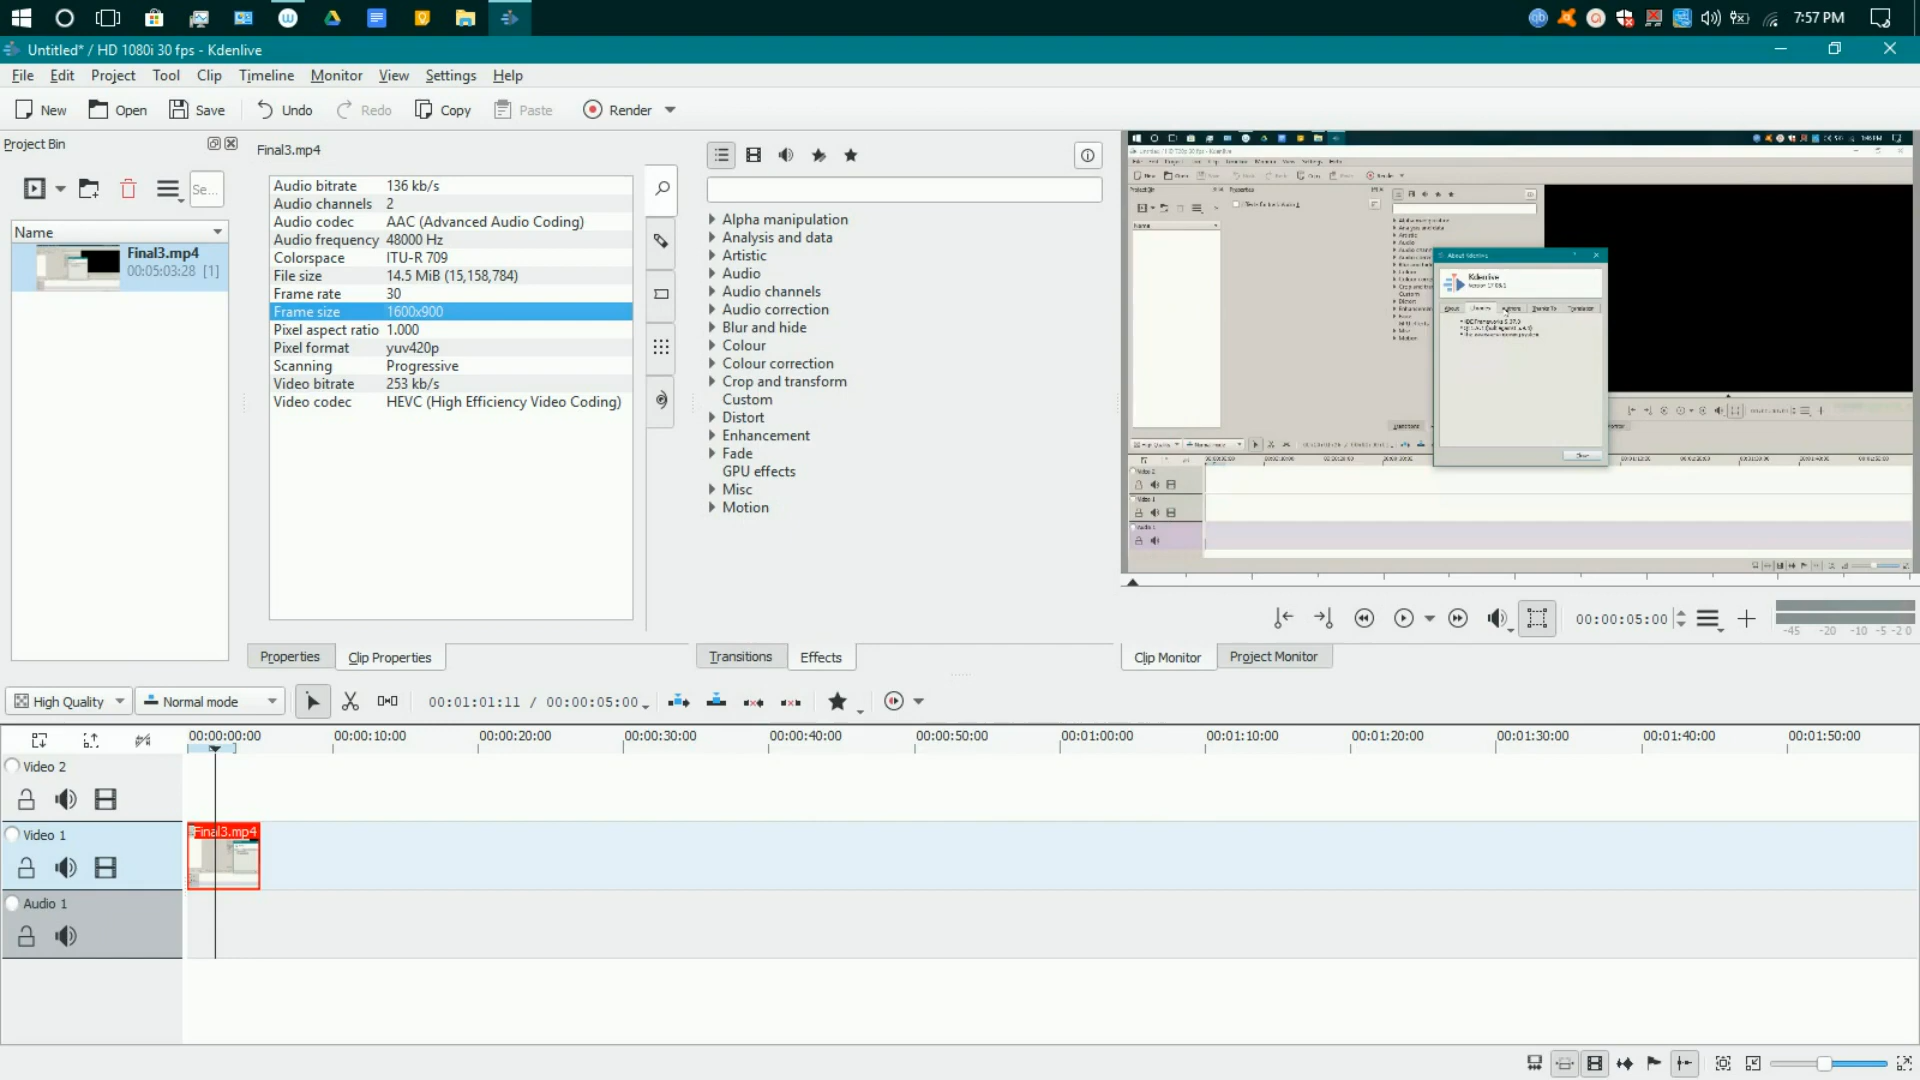 7:57 PM
Untitled* / HD 1080i 30 fps - Kdenlive
File Edit Project Tool Clip Timeline Monitor View Settings Help
New Open Save Undo Redo Copy Paste Render
Project Bin
Se...
Name
Final3.mp4
00:05:03:28 [1]
Final3.mp4
Audio bitrate 136 kb/s
Audio channels 2
Audio codec AAC (Advanced Audio Coding)
Audio frequency 48000 Hz
Colorspace ITU-R 709
File size 14.5 MiB (15,158,784)
Frame rate 30
Frame size 1600x900
Pixel aspect ratio 1.000
Pixel format yuv420p
Scanning Progressive
Video bitrate 253 kb/s
Video codec HEVC (High Efficiency Video Coding)
Properties Clip Properties
Alpha manipulation
Analysis and data
Artistic
Audio
Audio channels
Audio correction
Blur and hide
Colour
Colour correction
Crop and transform
Custom
Distort
Enhancement
Fade
GPU effects
Misc
Motion
Transitions Effects
About Kdenlive
Kdenlive
00:00:05:00
-45 -20 -10 -5 -2 0
Clip Monitor Project Monitor
High Quality Normal mode 00:01:01:11 / 00:00:05:00
00:00:00:00 00:00:10:00 00:00:20:00 00:00:30:00 00:00:40:00 00:00:50:00 00:01:00:00 00:01:10:00 00:01:20:00 00:01:30:00 00:01:40:00 00:01:50:00
Video 2
Video 1
Final3.mp4
Audio 1